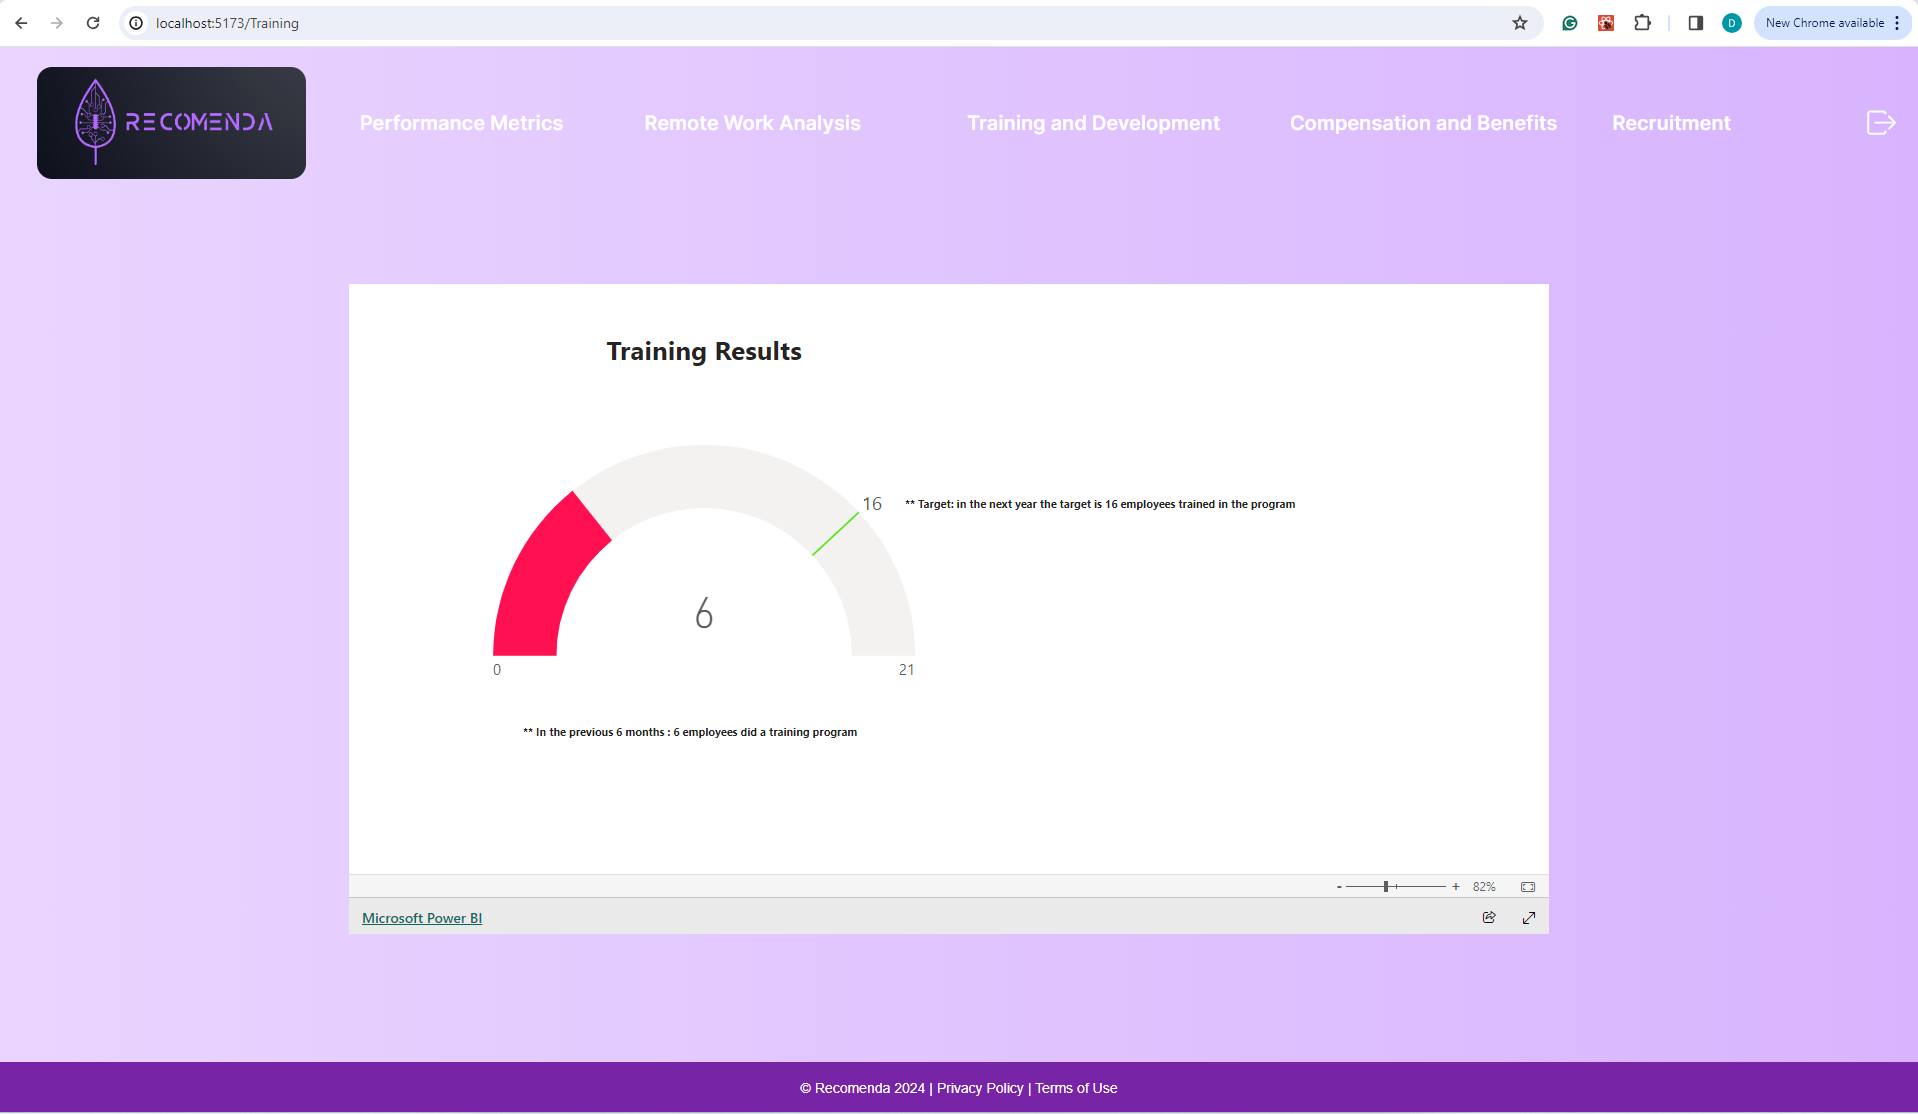 localhost:5173/Training
D
New Chrome available
RECOMENDA
Performance Metrics
Remote Work Analysis
Training and Development
Compensation and Benefits
Recruitment
Training Results
16
** Target: in the next year the target is 16 employees trained in the program
6
0
21
** In the previous 6 months : 6 employees did a training program
- + 82%
Microsoft Power BI
© Recomenda 2024 | Privacy Policy | Terms of Use